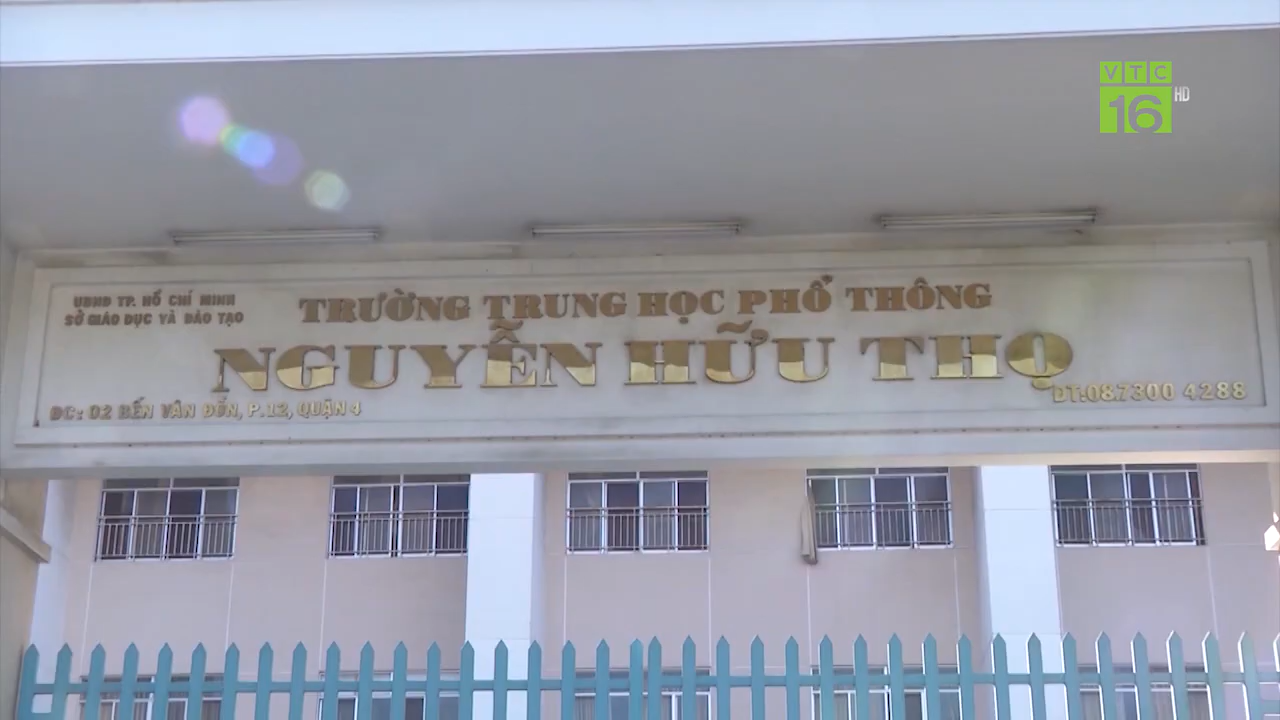 VTC
16 HD
UBND TP. HỒ CHÍ MINH
SỞ GIÁO DỤC VÀ ĐÀO TẠO
TRƯỜNG TRUNG HỌC PHỔ THÔNG
NGUYỄN HỮU THỌ
ĐC: 02 BẾN VÂN ĐỒN, P.12, QUẬN 4
ĐT:08.7300 4288